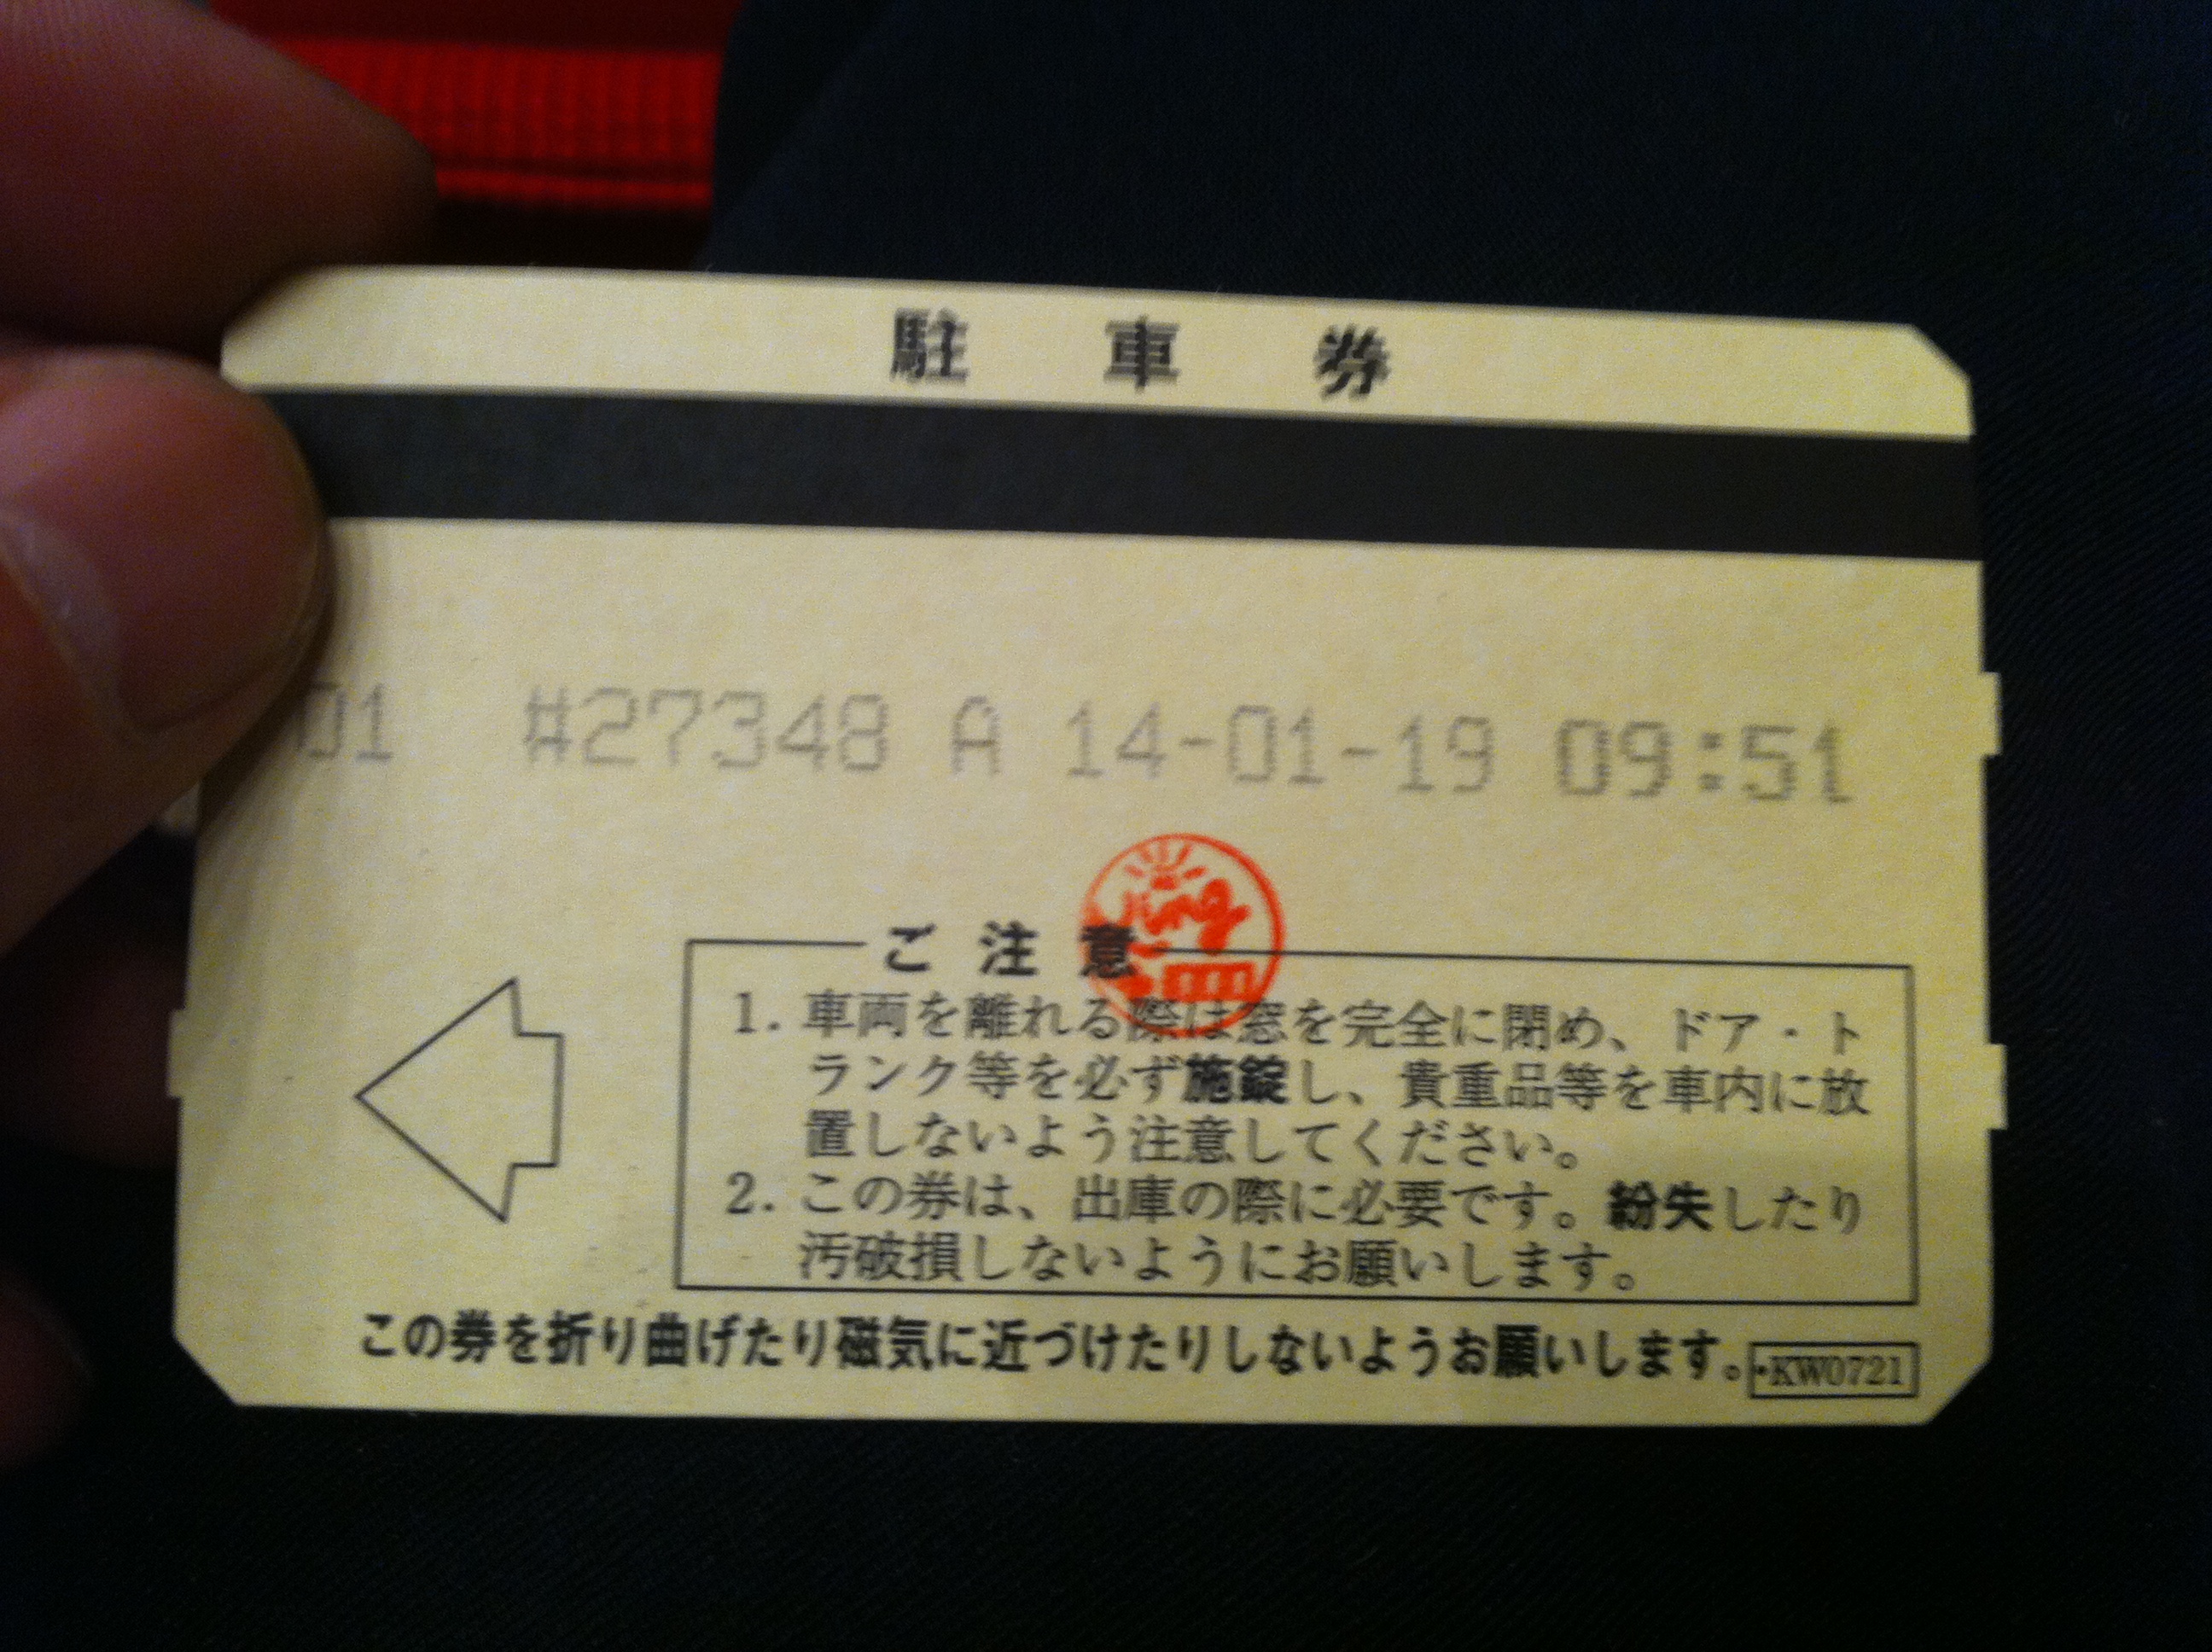 駐車券
01 #27348 A 14-01-19 09:51
ご注意
1. 車両を離れる際は窓を完全に閉め、ドア・ト
ランク等を必ず施錠し、貴重品等を車内に放
置しないよう注意してください。
2. この券は、出庫の際に必要です。紛失したり
汚破損しないようにお願いします。
この券を折り曲げたり磁気に近づけたりしないようお願いします。
・KW0721